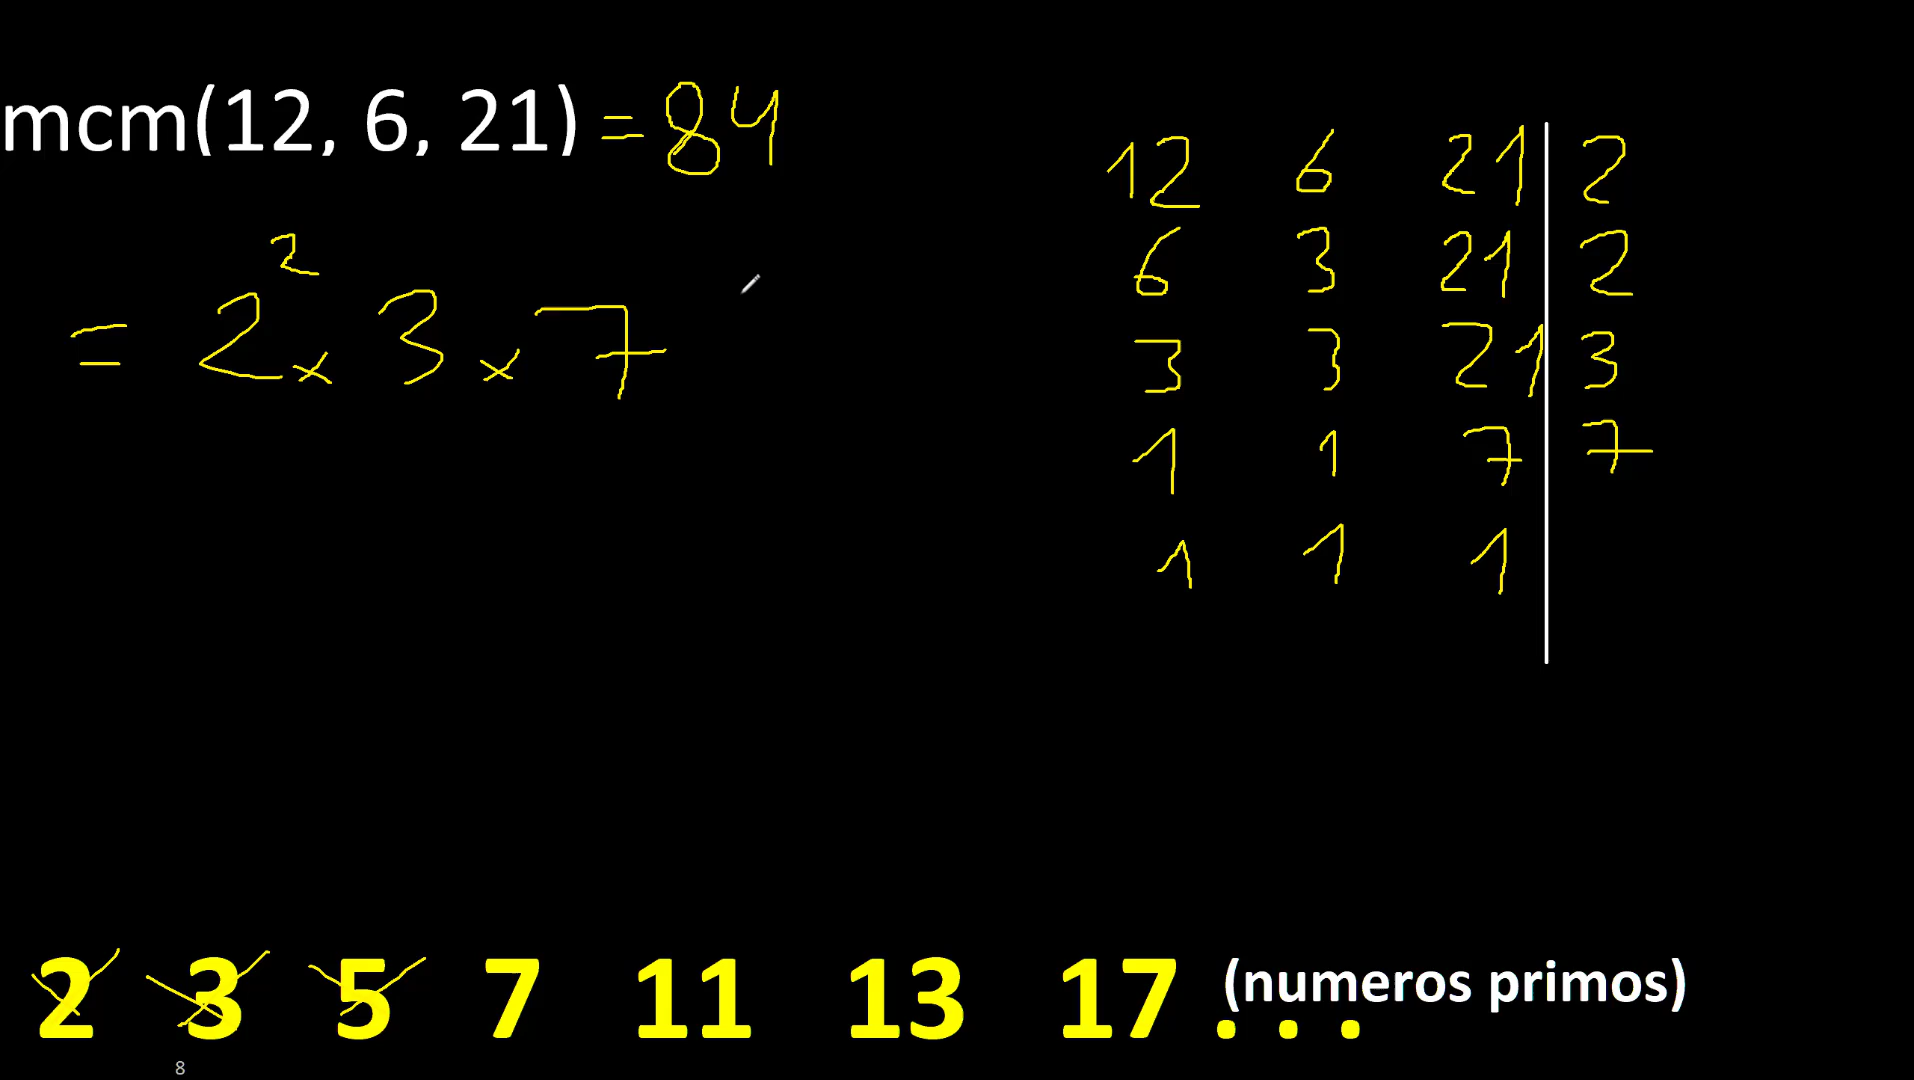 mcm(12, 6, 21) = 84
= 2² x 3 x 7
12 6 21 | 2
6 3 21 | 2
3 3 21 | 3
1 1 7 | 7
1 1 1 |
2 3 5 7 11 13 17 . . . (numeros primos)
8